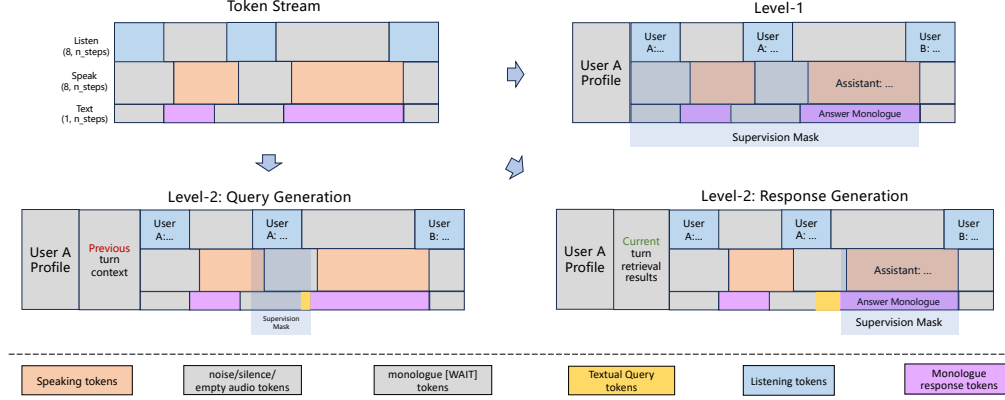 Token Stream
Listen
(8, n_steps)
Speak
(8, n_steps)
Text
(1, n_steps)
Level-1
User A
Profile
User
A:...
User
A: ...
User
B: ...
Assistant: ...
Answer Monologue
Supervision Mask
Level-2: Query Generation
User A
Profile
Previous
turn
context
User
A:...
User
A: ...
User
B: ...
Supervision
Mask
Level-2: Response Generation
User A
Profile
Current
turn
retrieval
results
User
A:...
User
A: ...
User
B: ...
Assistant: ...
Answer Monologue
Supervision Mask
Speaking tokens
noise/silence/
empty audio tokens
monologue [WAIT]
tokens
Textual Query
tokens
Listening tokens
Monologue
response tokens